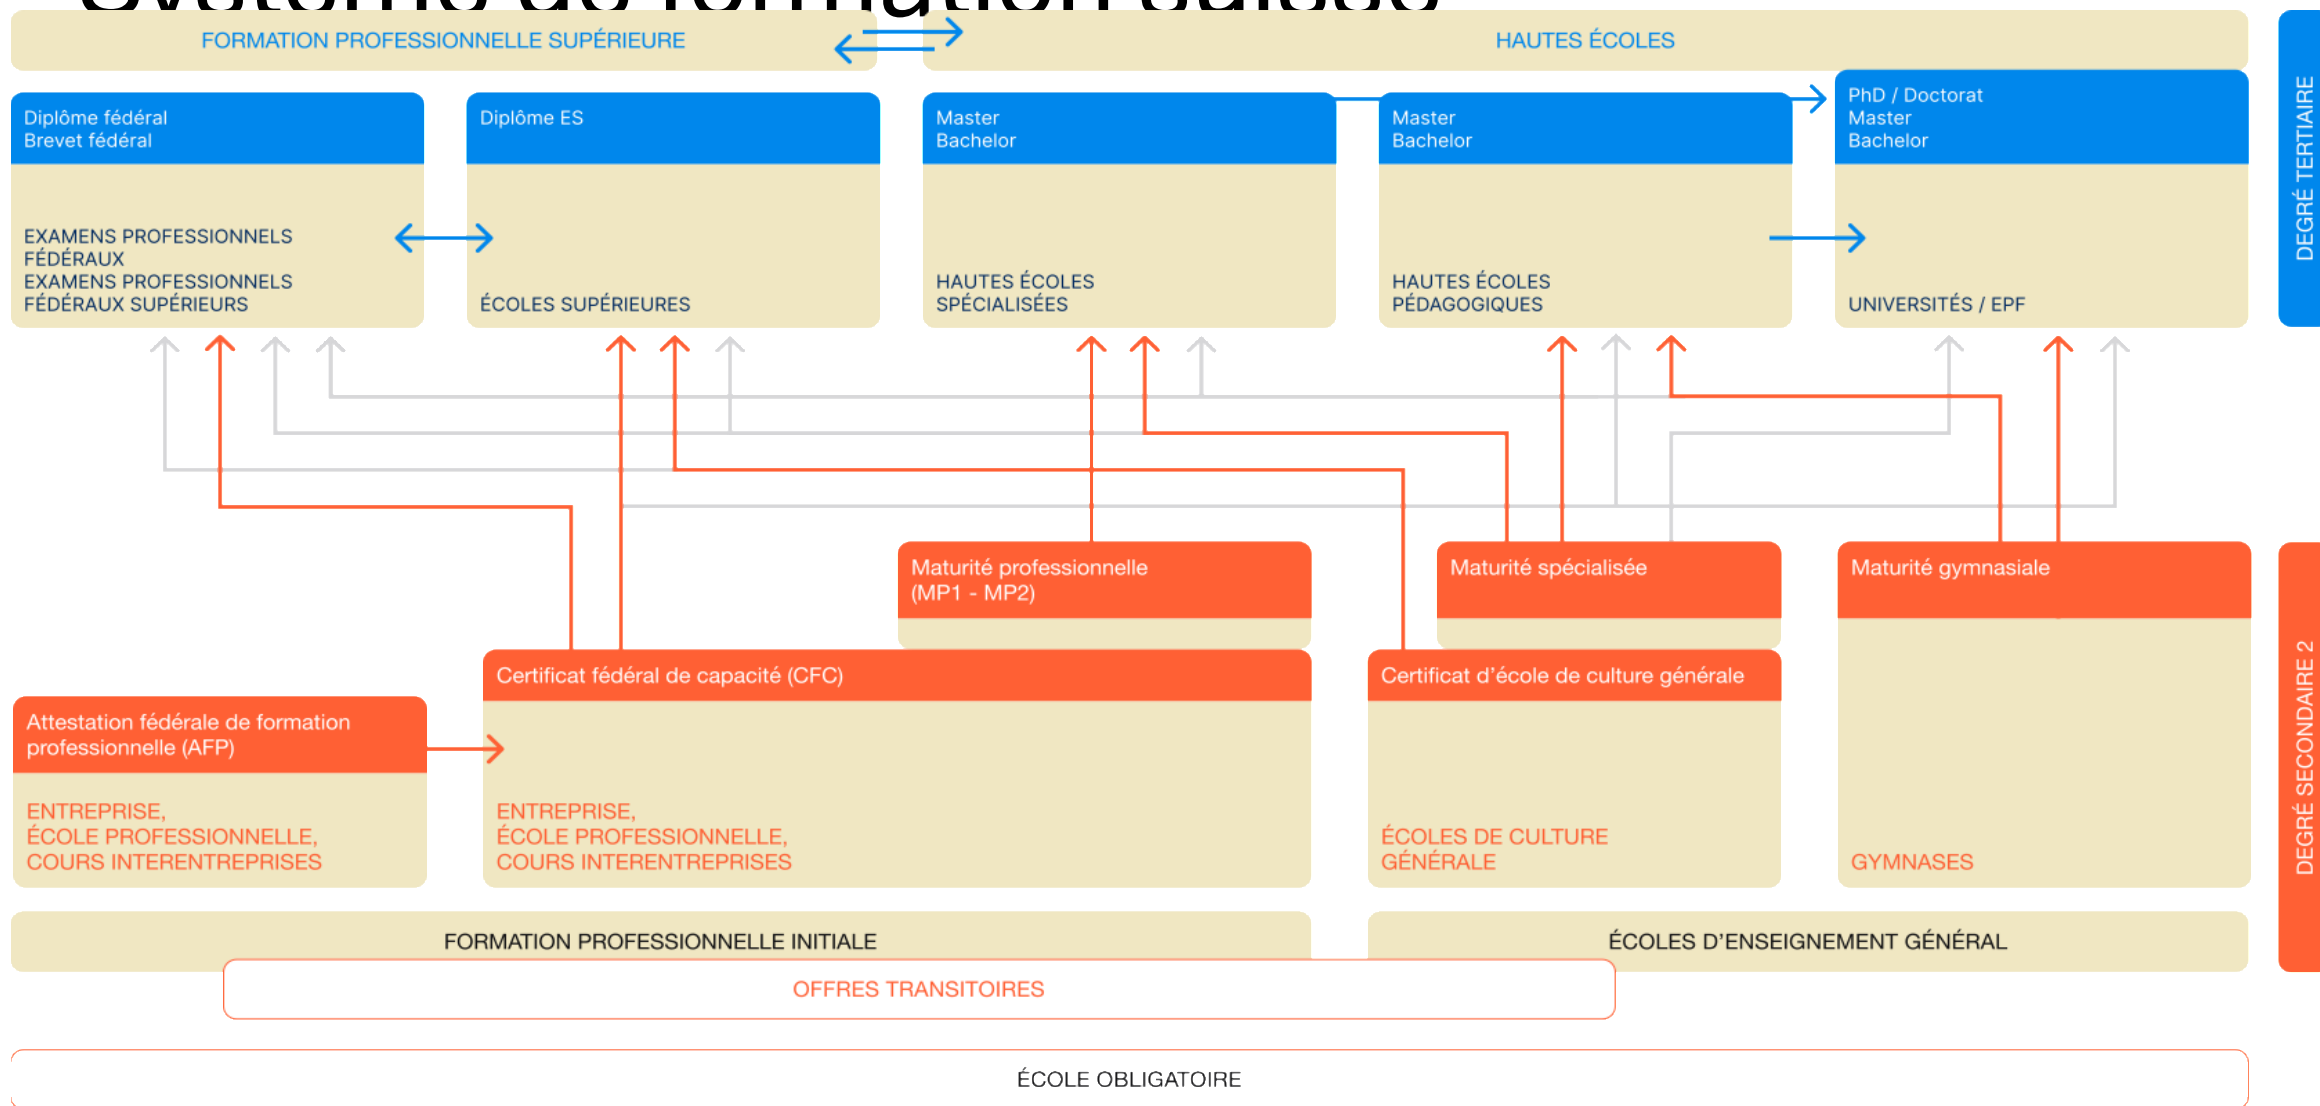 Système de formation suisse
FORMATION PROFESSIONNELLE SUPÉRIEURE
HAUTES ÉCOLES
Diplôme fédéral
Brevet fédéral
EXAMENS PROFESSIONNELS
FÉDÉRAUX
EXAMENS PROFESSIONNELS
FÉDÉRAUX SUPÉRIEURS
Diplôme ES
ÉCOLES SUPÉRIEURES
Master
Bachelor
HAUTES ÉCOLES
SPÉCIALISÉES
Master
Bachelor
HAUTES ÉCOLES
PÉDAGOGIQUES
PhD / Doctorat
Master
Bachelor
UNIVERSITÉS / EPF
DEGRÉ TERTIAIRE
Maturité professionnelle
(MP1 - MP2)
Maturité spécialisée
Maturité gymnasiale
Certificat fédéral de capacité (CFC)
Certificat d'école de culture générale
Attestation fédérale de formation
professionnelle (AFP)
ENTREPRISE,
ÉCOLE PROFESSIONNELLE,
COURS INTERENTREPRISES
ENTREPRISE,
ÉCOLE PROFESSIONNELLE,
COURS INTERENTREPRISES
ÉCOLES DE CULTURE
GÉNÉRALE
GYMNASES
DEGRÉ SECONDAIRE 2
FORMATION PROFESSIONNELLE INITIALE
ÉCOLES D'ENSEIGNEMENT GÉNÉRAL
OFFRES TRANSITOIRES
ÉCOLE OBLIGATOIRE